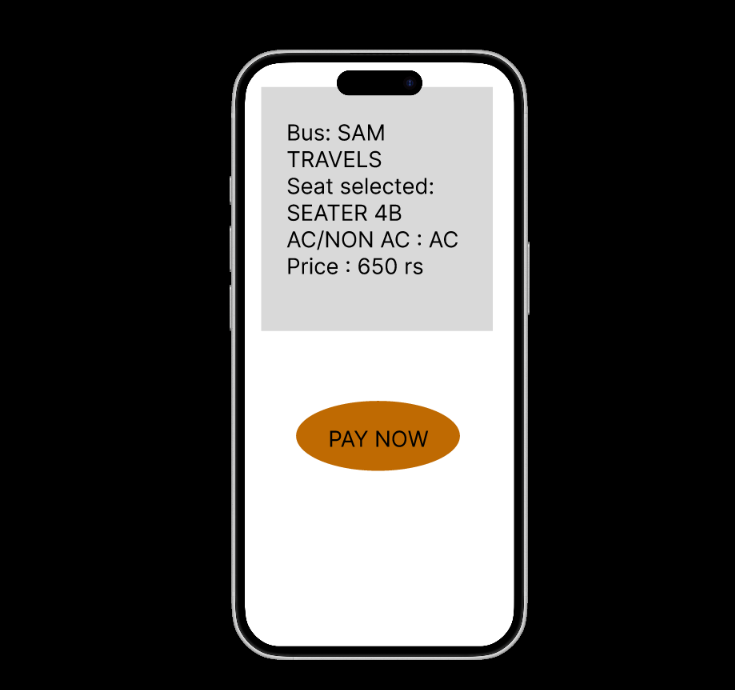 Bus: SAM
TRAVELS
Seat selected:
SEATER 4B
AC/NON AC : AC
Price : 650 rs
PAY NOW